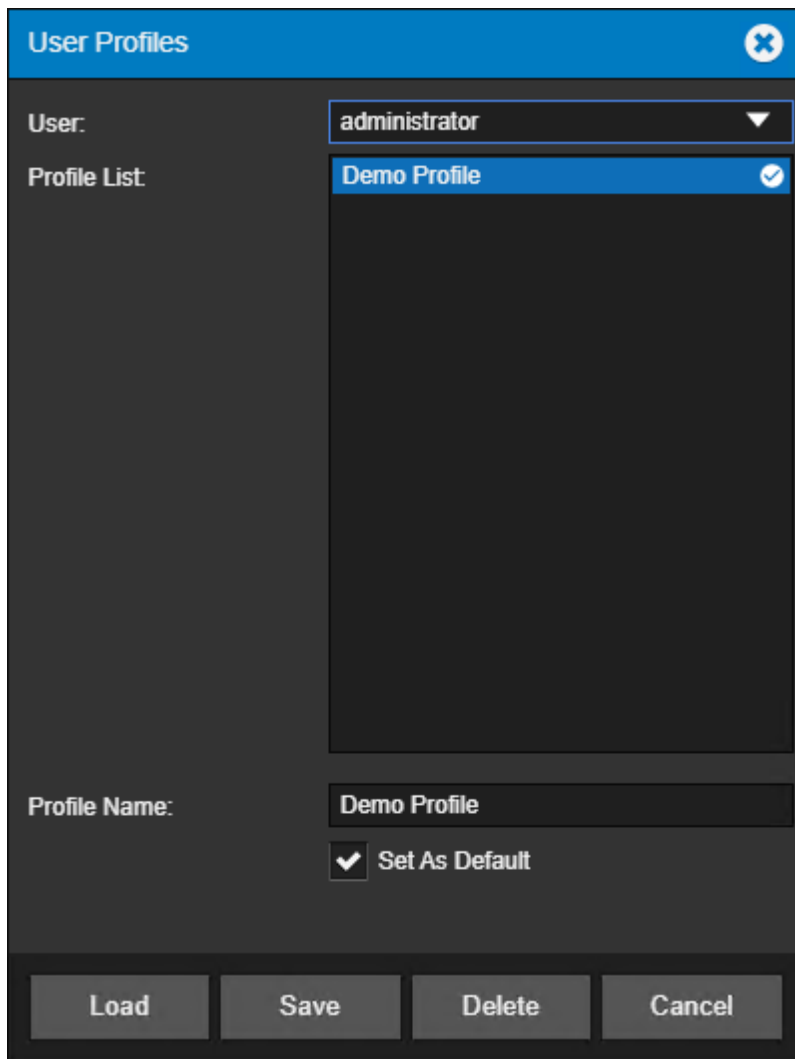 User Profiles
User: administrator
Profile List: Demo Profile
Profile Name: Demo Profile
Set As Default
Load Save Delete Cancel